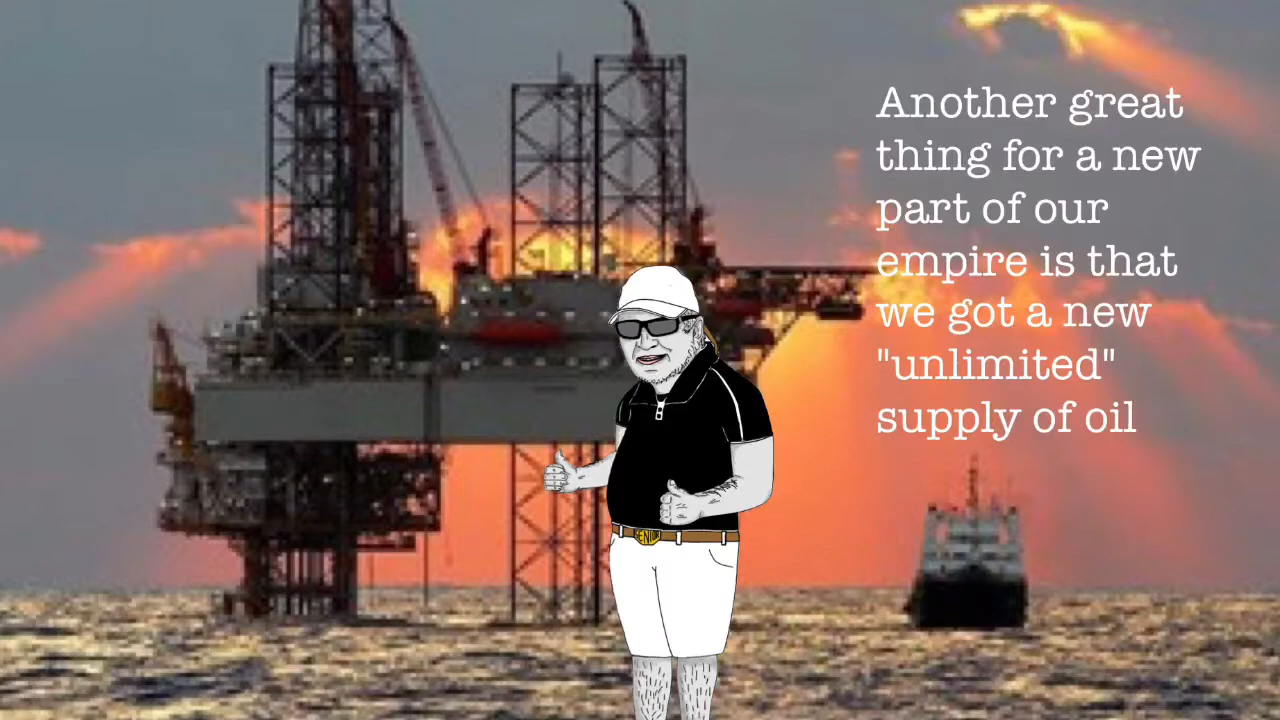 Another great
thing for a new
part of our
empire is that
we got a new
"unlimited"
supply of oil